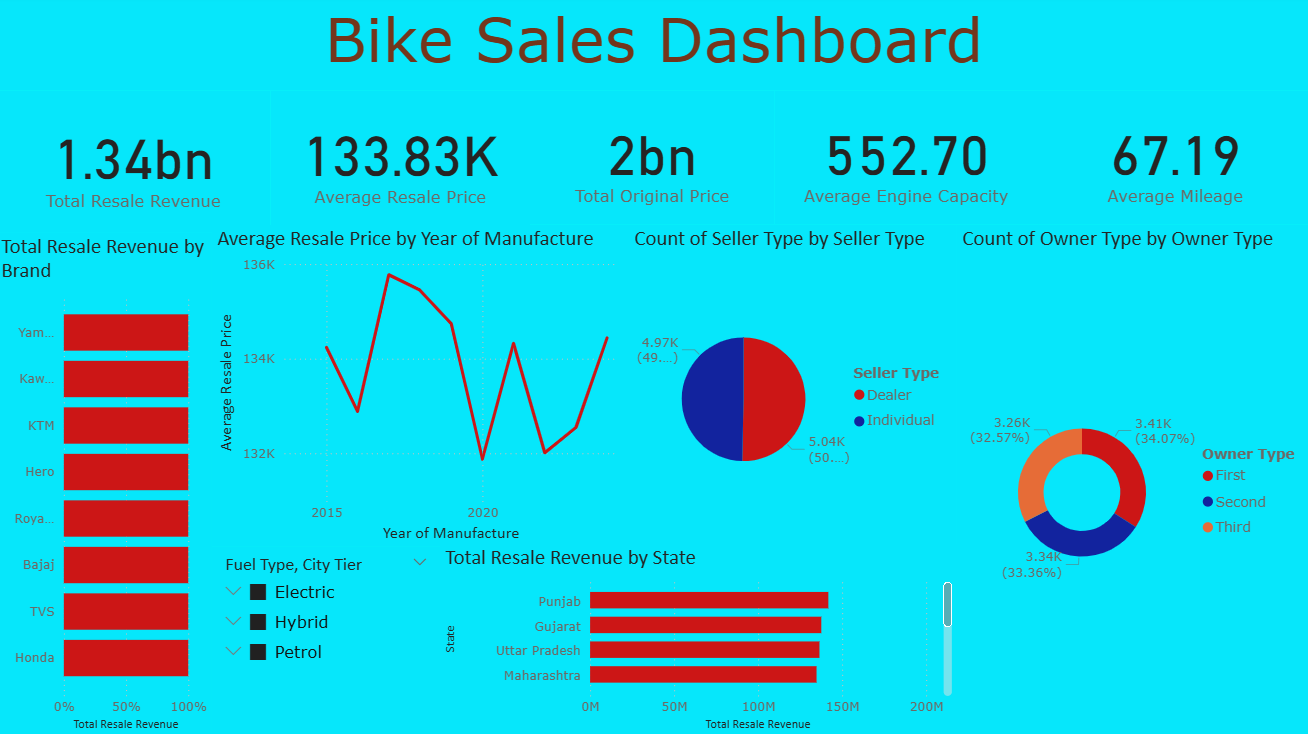 Bike Sales Dashboard
1.34bn
Total Resale Revenue
133.83K
Average Resale Price
2bn
Total Original Price
552.70
Average Engine Capacity
67.19
Average Mileage
Total Resale Revenue by
Brand
Yam...
Kaw...
KTM
Hero
Roya...
Bajaj
TVS
Honda
0%
50%
100%
Total Resale Revenue
Average Resale Price by Year of Manufacture
Average Resale Price
136K
134K
132K
2015
2020
Year of Manufacture
Count of Seller Type by Seller Type
4.97K
(49....)
5.04K
(50....)
Seller Type
Dealer
Individual
Count of Owner Type by Owner Type
3.26K
(32.57%)
3.41K
(34.07%)
3.34K
(33.36%)
Owner Type
First
Second
Third
Fuel Type, City Tier
Electric
Hybrid
Petrol
Total Resale Revenue by State
State
Punjab
Gujarat
Uttar Pradesh
Maharashtra
0M
50M
100M
150M
200M
Total Resale Revenue